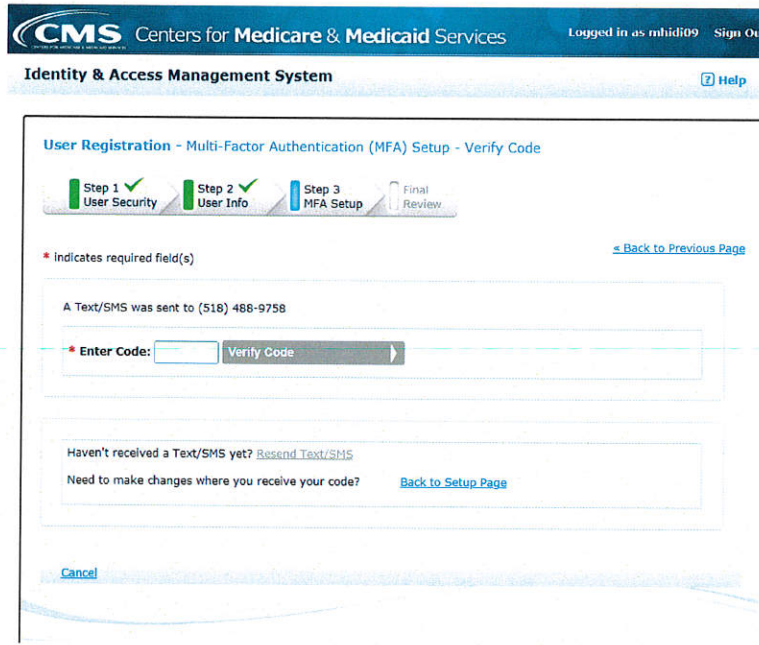 CMS Centers for Medicare & Medicaid Services
Logged in as mhidi09 Sign Ou
Identity & Access Management System
? Help
User Registration - Multi-Factor Authentication (MFA) Setup - Verify Code
Step 1
User Security
Step 2
User Info
Step 3
MFA Setup
Final
Review
* indicates required field(s)
< Back to Previous Page
A Text/SMS was sent to (518) 488-9758
* Enter Code:
Verify Code
Haven't received a Text/SMS yet? Resend Text/SMS
Need to make changes where you receive your code? Back to Setup Page
Cancel